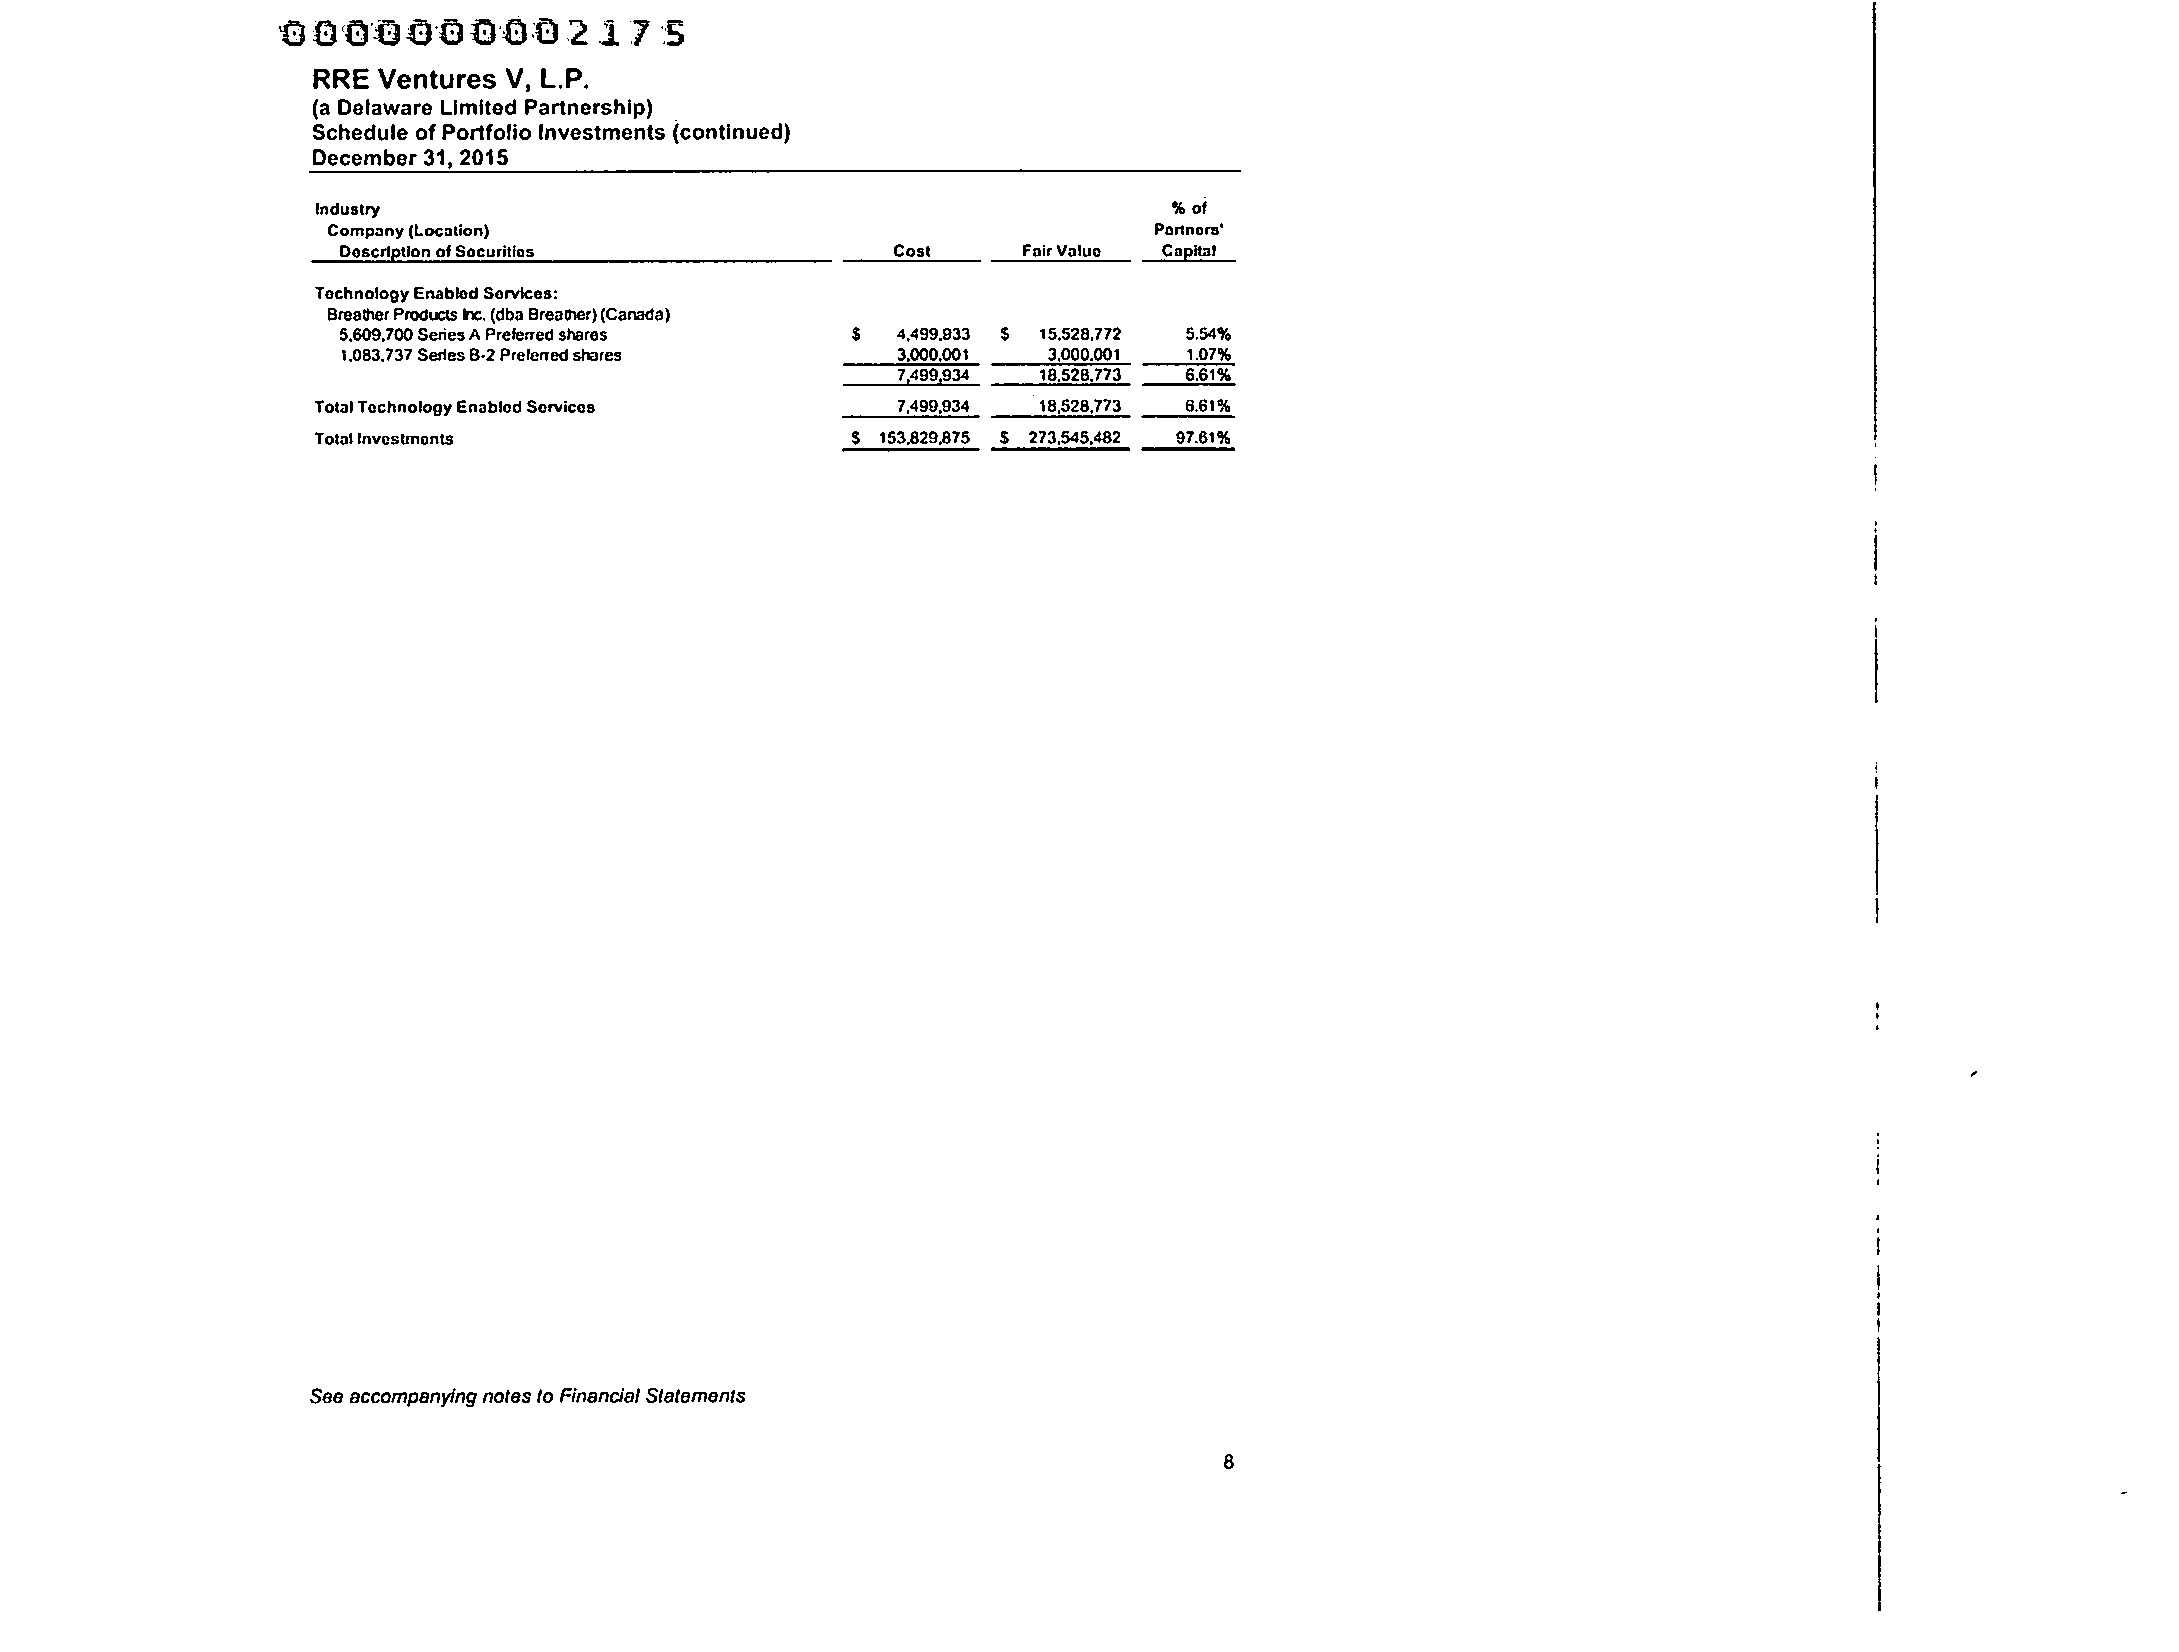 0000000002175
RRE Ventures V, L.P.
(a Delaware Limited Partnership)
Schedule of Portfolio Investments (continued)
December 31, 2015
Industry
Company (Location)
Description of Securities Cost Fair Value % of Partners' Capital
Technology Enabled Services:
Breather Products Inc. (dba Breather) (Canada)
5,609,700 Series A Preferred shares $ 4,499,933 $ 15,528,772 5.54%
1,083,737 Series B-2 Preferred shares 3,000,001 3,000,001 1.07%
7,499,934 18,528,773 6.61%
Total Technology Enabled Services 7,499,934 18,528,773 6.61%
Total Investments $ 153,829,875 $ 273,545,482 97.61%
See accompanying notes to Financial Statements
8